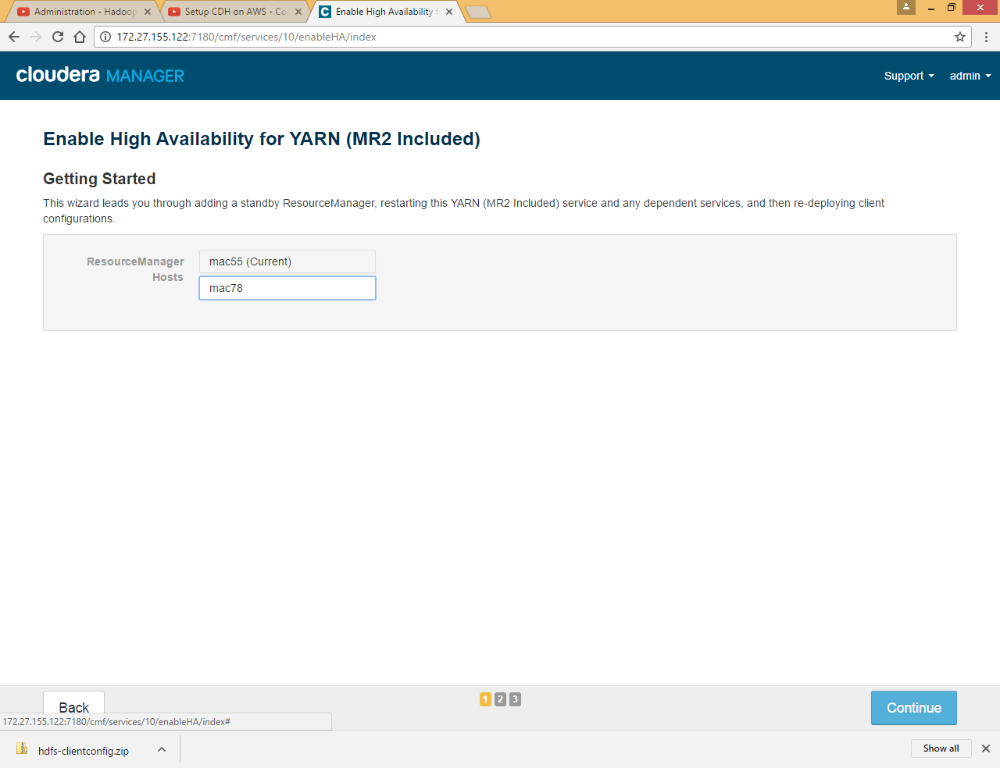 Administration - Hadoop
Setup CDH on AWS - Co
Enable High Availability f
172.27.155.122:7180/cmf/services/10/enableHA/index
cloudera MANAGER
Support
admin
Enable High Availability for YARN (MR2 Included)
Getting Started
This wizard leads you through adding a standby ResourceManager, restarting this YARN (MR2 Included) service and any dependent services, and then re-deploying client
configurations.
ResourceManager
Hosts
mac55 (Current)
mac78
Back
1 2 3
Continue
172.27.155.122:7180/cmf/services/10/enableHA/index#
hdfs-clientconfig.zip
Show all